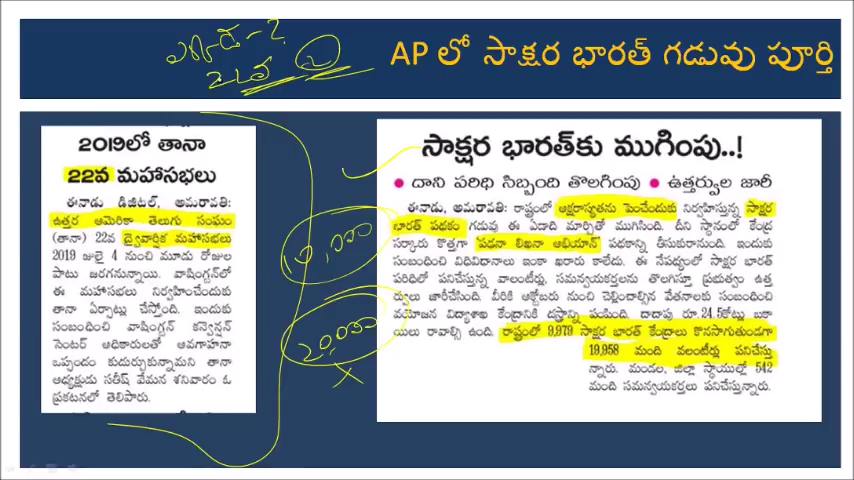 AP లో సాక్షర భారత్ గడువు పూర్తి
2019లో తానా
22వ మహాసభలు
ఈనాడు డిజిటల్, అమరావతి:
ఉత్తర అమెరికా తెలుగు సంఘం
(తానా) 22వ ద్వైవార్షిక మహాసభలు
2019 జులై 4 నుంచి మూడు రోజుల
పాటు జరగనున్నాయి. వాషింగ్టన్‌లో
ఈ మహాసభలు నిర్వహించేందుకు
తానా ఏర్పాట్లు చేస్తోంది. ఇందుకు
సంబంధించి వాషింగ్టన్ కన్వెన్షన్
సెంటర్ అధికారులతో అవగాహనా
ఒప్పందం కుదుర్చుకున్నామని తానా
అధ్యక్షుడు సతీష్ వేమన శనివారం ఓ
ప్రకటనలో తెలిపారు.
సాక్షర భారత్‌కు ముగింపు..!
● దాని పరిధి సిబ్బంది తొలగింపు ● ఉత్తర్వుల జారీ
ఈనాడు, అమరావతి: రాష్ట్రంలో అక్షరాస్యతను పెంచేందుకు నిర్వహిస్తున్న సాక్షర
భారత్ పథకం గడువు ఈ ఏడాది మార్చితో ముగిసింది. దీని స్థానంలో కేంద్ర
సర్కారు కొత్తగా 'పఢనా లిఖనా అభియాన్' పథకాన్ని తీసుకురానుంది. ఇందుకు
సంబంధించి విధివిదానాలు ఇంకా ఖరారు కాలేదు. ఈ నేపథ్యంలో సాక్షర భారత్
పరిధిలో పనిచేస్తున్న వాలంటీర్లు, సమన్వయకర్తలను తొలగిస్తూ ప్రభుత్వం ఉత్త
ర్వులు జారీచేసింది. వీరికి అక్టోబరు నుంచి చెల్లించాల్సిన వేతనాలకు సంబంధించి
వయోజన విద్యాశాఖ కేంద్రానికి దస్త్రాన్ని పంపింది. దాదాపు రూ.24.5కోట్లు బకా
యిలు రావాల్సి ఉంది. రాష్ట్రంలో 9,979 సాక్షర భారత్ కేంద్రాలు కొనసాగుతుండగా
19,958 మంది వలంటీర్లు పనిచేస్తు
న్నారు. మండల, జిల్లా స్థాయుల్లో 542
మంది సమన్వయకర్తలు పనిచేస్తున్నారు.
10,000
20,000